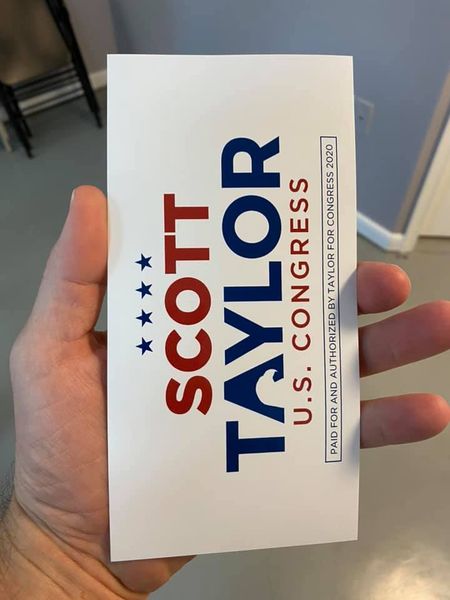 SCOTT
TAYLOR
U.S. CONGRESS
PAID FOR AND AUTHORIZED BY TAYLOR FOR CONGRESS 2020